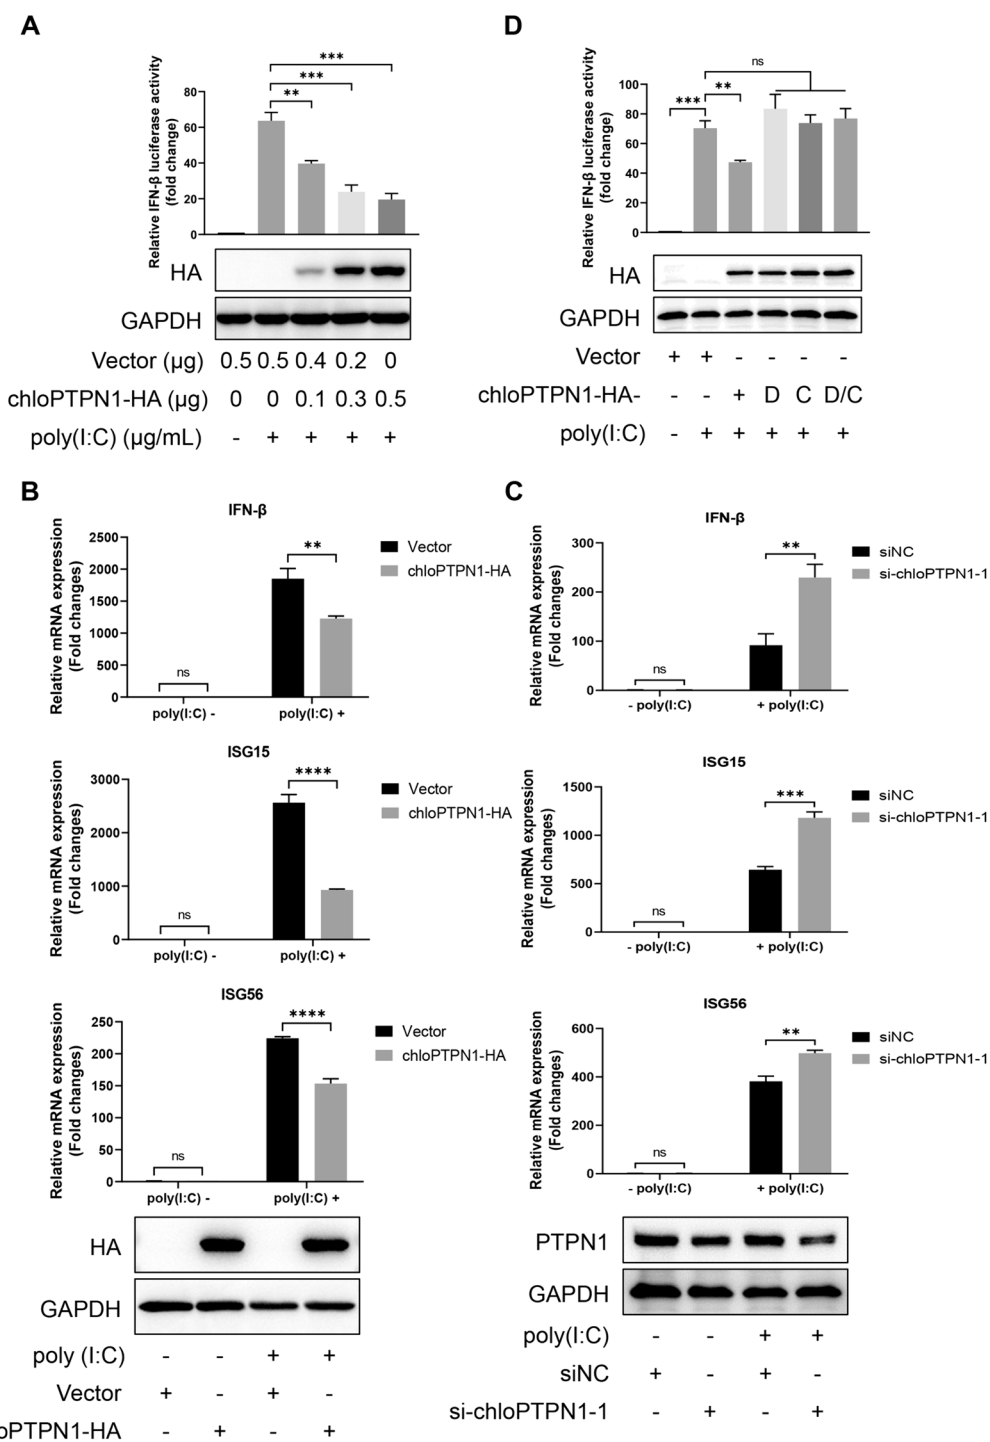 A
Relative IFN-β luciferase activity
(fold change)
80
60
40
20
0
***
***
**
HA
GAPDH
Vector (μg) 0.5 0.5 0.4 0.2 0
chloPTPN1-HA (μg) 0 0 0.1 0.3 0.5
poly(I:C) (μg/mL) - + + + +
D
Relative IFN-β luciferase activity
(fold change)
100
80
60
40
20
0
ns
*** **
HA
GAPDH
Vector + + - - - -
chloPTPN1-HA- - - + D C D/C
poly(I:C) - + + + + +
B
IFN-β
Relative mRNA expression
(Fold changes)
2500
2000
1500
1000
500
0
ns
**
poly(I:C) - poly(I:C) +
Vector
chloPTPN1-HA
ISG15
Relative mRNA expression
(Fold changes)
3000
2000
1000
0
ns
****
poly(I:C) - poly(I:C) +
Vector
chloPTPN1-HA
ISG56
Relative mRNA expression
(Fold changes)
250
200
150
100
50
0
ns
****
poly(I:C) - poly(I:C) +
Vector
chloPTPN1-HA
HA
GAPDH
poly (I:C) - - + +
Vector + - + -
oPTPN1-HA - + - +
C
IFN-β
Relative mRNA expression
(Fold changes)
300
200
100
0
ns
**
- poly(I:C) + poly(I:C)
siNC
si-chloPTPN1-1
ISG15
Relative mRNA expression
(Fold changes)
1500
1000
500
0
ns
***
- poly(I:C) + poly(I:C)
siNC
si-chloPTPN1-1
ISG56
Relative mRNA expression
(Fold changes)
600
400
200
0
ns
**
- poly(I:C) + poly(I:C)
siNC
si-chloPTPN1-1
PTPN1
GAPDH
poly(I:C) - - + +
siNC + - + -
si-chloPTPN1-1 - + - +